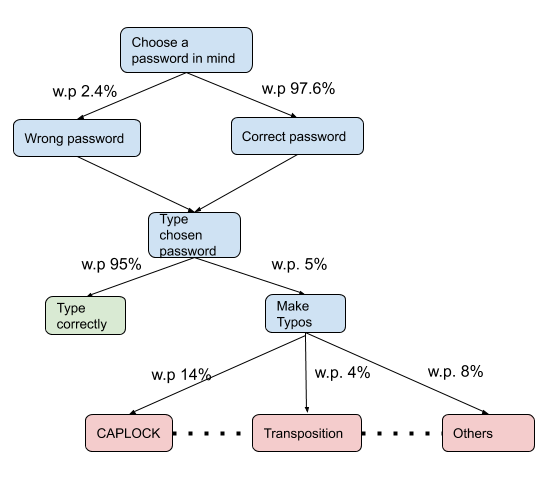 Choose a
password in mind
w.p 2.4%
w.p 97.6%
Wrong password
Correct password
Type
chosen
password
w.p 95%
w.p. 5%
Type
correctly
Make
Typos
w.p 14%
w.p. 4%
w.p. 8%
CAPLOCK
Transposition
Others